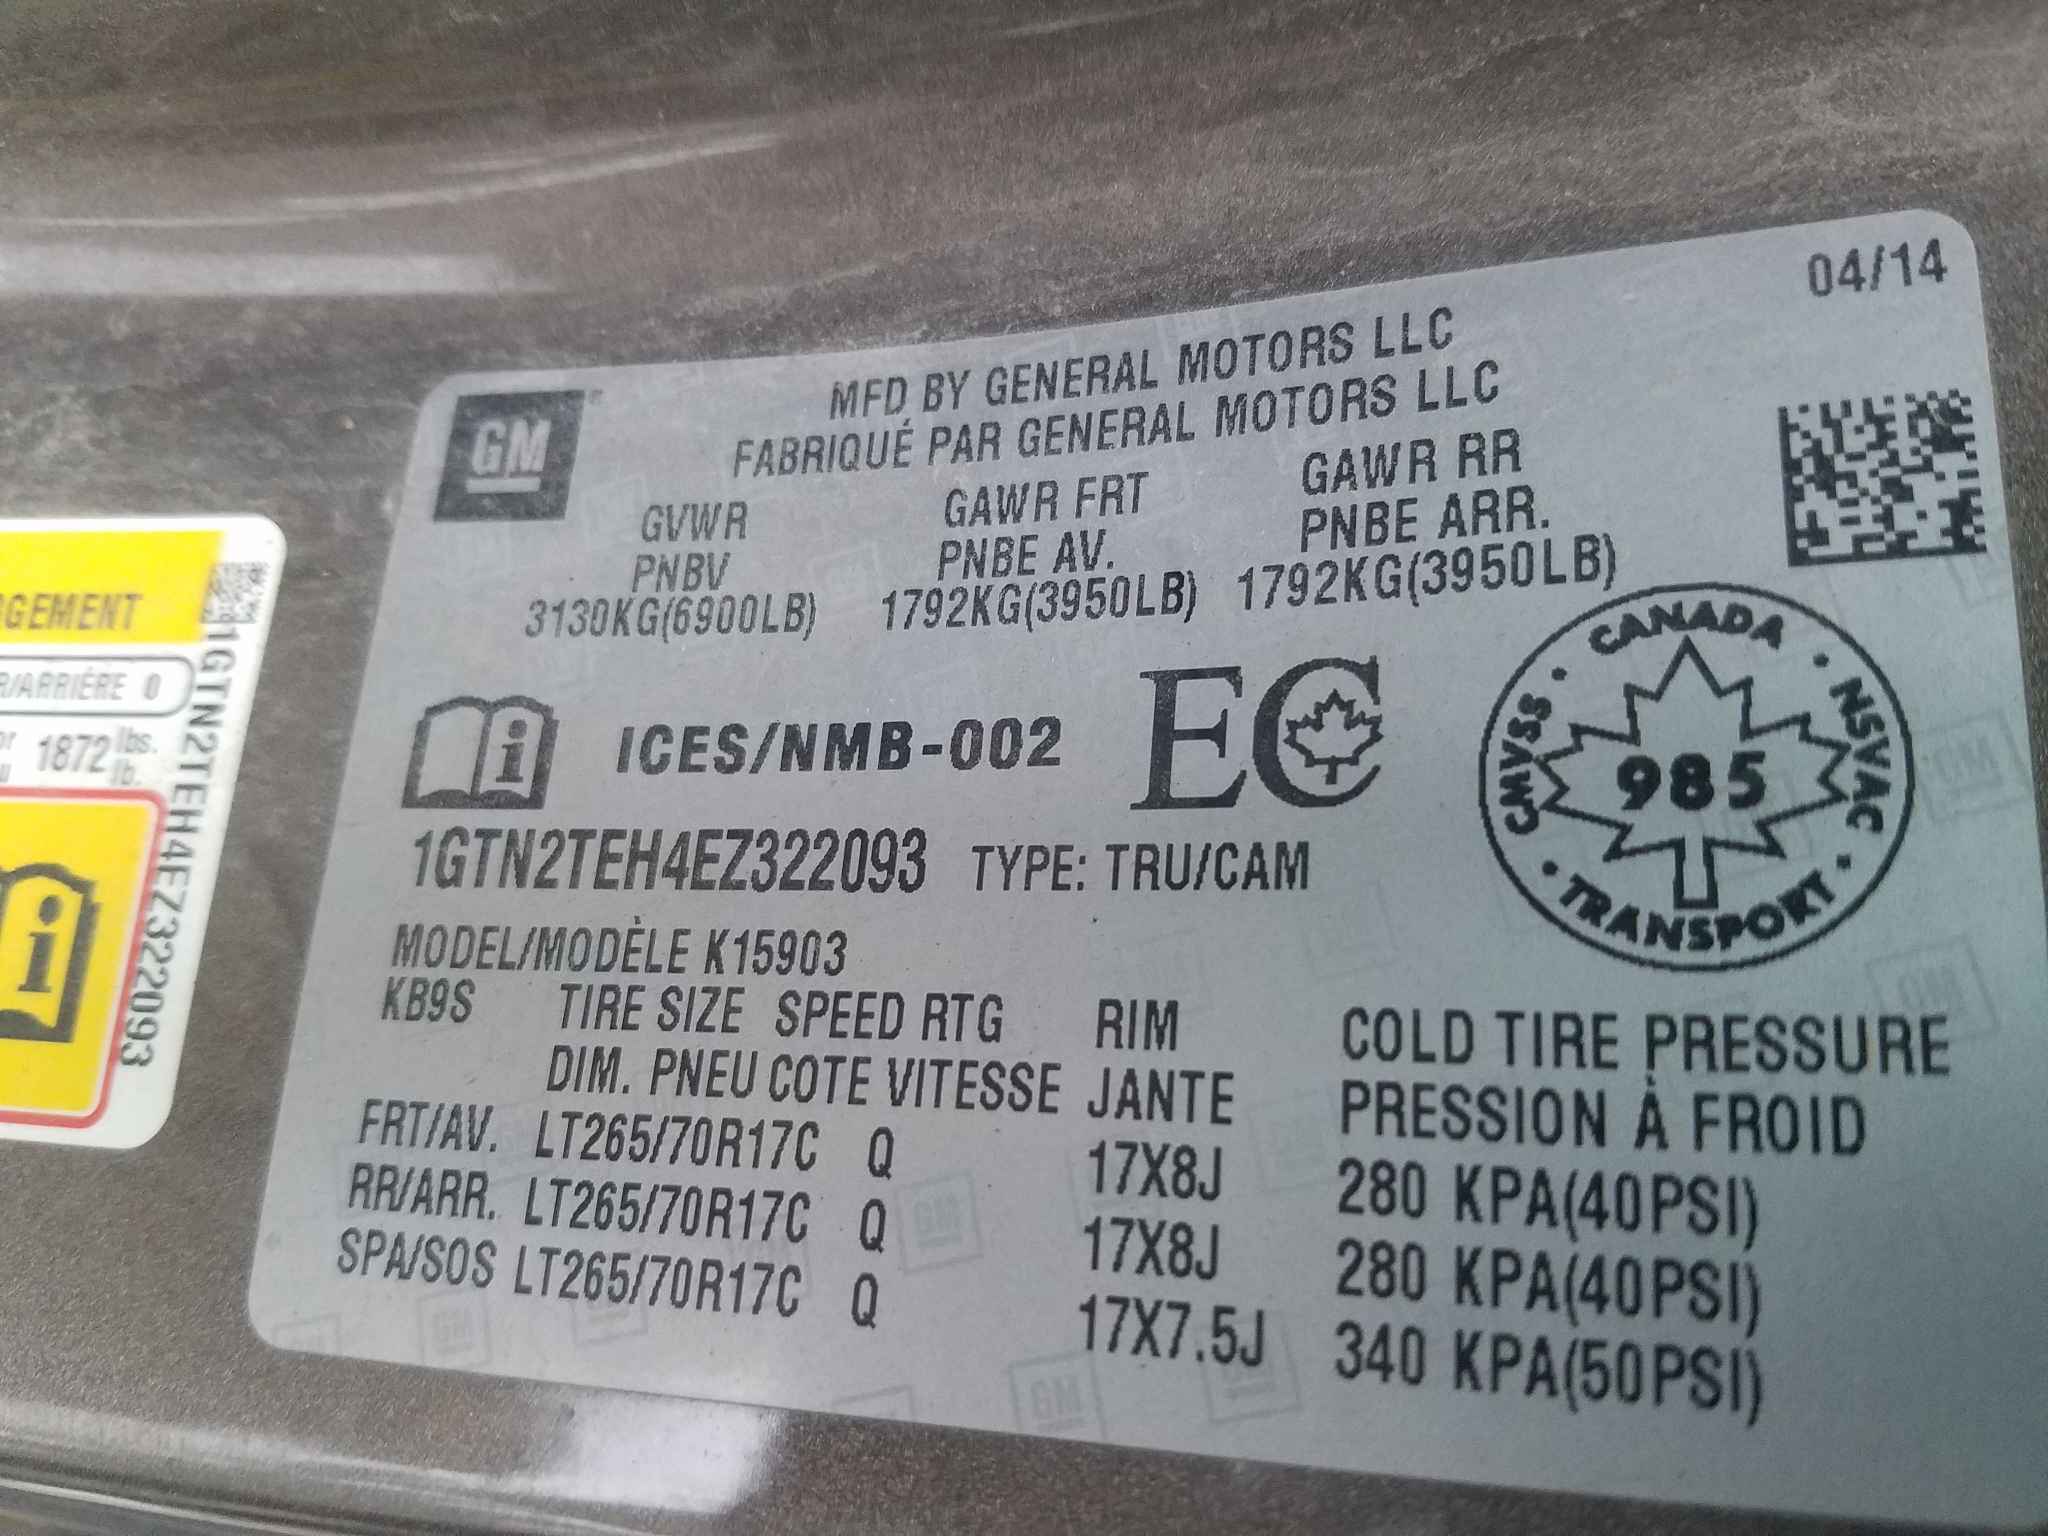 04/14
GM
MFD BY GENERAL MOTORS LLC
FABRIQUÉ PAR GENERAL MOTORS LLC
GVWR GAWR FRT GAWR RR
PNBV PNBE AV. PNBE ARR.
3130KG(6900LB) 1792KG(3950LB) 1792KG(3950LB)
ICES/NMB-002 EC
CANADA
CMVSS · NSVAC
985
TRANSPORT
1GTN2TEH4EZ322093 TYPE: TRU/CAM
MODEL/MODÈLE K15903
KB9S TIRE SIZE SPEED RTG RIM COLD TIRE PRESSURE
DIM. PNEU COTE VITESSE JANTE PRESSION À FROID
FRT/AV. LT265/70R17C Q 17X8J 280 KPA(40PSI)
RR/ARR. LT265/70R17C Q 17X8J 280 KPA(40PSI)
SPA/SOS LT265/70R17C Q 17X7.5J 340 KPA(50PSI)
GEMENT
R/ARRIÈRE 0
or 1872 lbs.
lb.
1GTN2TEH4EZ322093